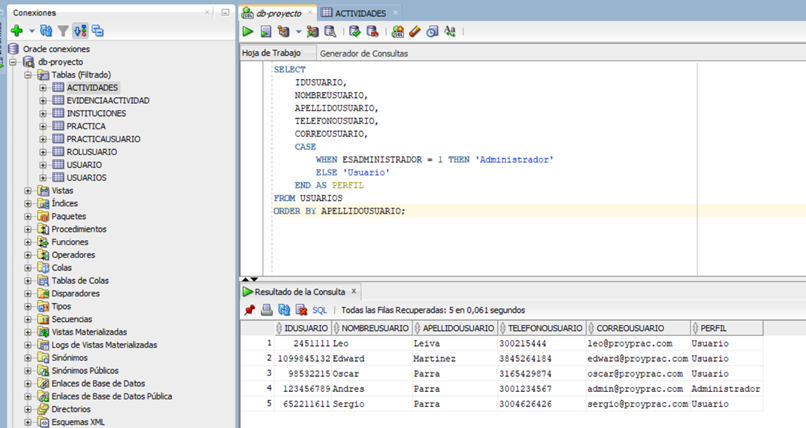 Conexiones
Oracle conexiones
db-proyecto
Tablas (Filtrado)
ACTIVIDADES
EVIDENCIAACTIVIDAD
INSTITUCIONES
PRACTICA
PRACTICAUSUARIO
ROLUSUARIO
USUARIO
USUARIOS
Vistas
Índices
Paquetes
Procedimientos
Funciones
Operadores
Colas
Tablas de Colas
Disparadores
Tipos
Secuencias
Vistas Materializadas
Logs de Vistas Materializadas
Sinónimos
Sinónimos Públicos
Enlaces de Base de Datos
Enlaces de Base de Datos Pública
Directorios
Esquemas XML
db-proyecto ACTIVIDADES
Hoja de Trabajo Generador de Consultas
SELECT
IDUSUARIO,
NOMBREUSUARIO,
APELLIDOUSUARIO,
TELEFONOUSUARIO,
CORREOUSUARIO,
CASE
WHEN ESADMINISTRADOR = 1 THEN 'Administrador'
ELSE 'Usuario'
END AS PERFIL
FROM USUARIOS
ORDER BY APELLIDOUSUARIO;
Resultado de la Consulta x
SQL | Todas las Filas Recuperadas: 5 en 0,061 segundos
IDUSUARIO NOMBREUSUARIO APELLIDOUSUARIO TELEFONOUSUARIO CORREOUSUARIO PERFIL
1 2451111 Leo Leiva 300215444 leo@proyprac.com Usuario
2 1099845132 Edward Martinez 3845264184 edward@proyprac.com Usuario
3 98532215 Oscar Parra 3165429874 oscar@proyprac.com Usuario
4 123456789 Andres Parra 3001234567 admin@proyprac.com Administrador
5 652211611 Sergio Parra 3004626426 sergio@proyprac.com Usuario